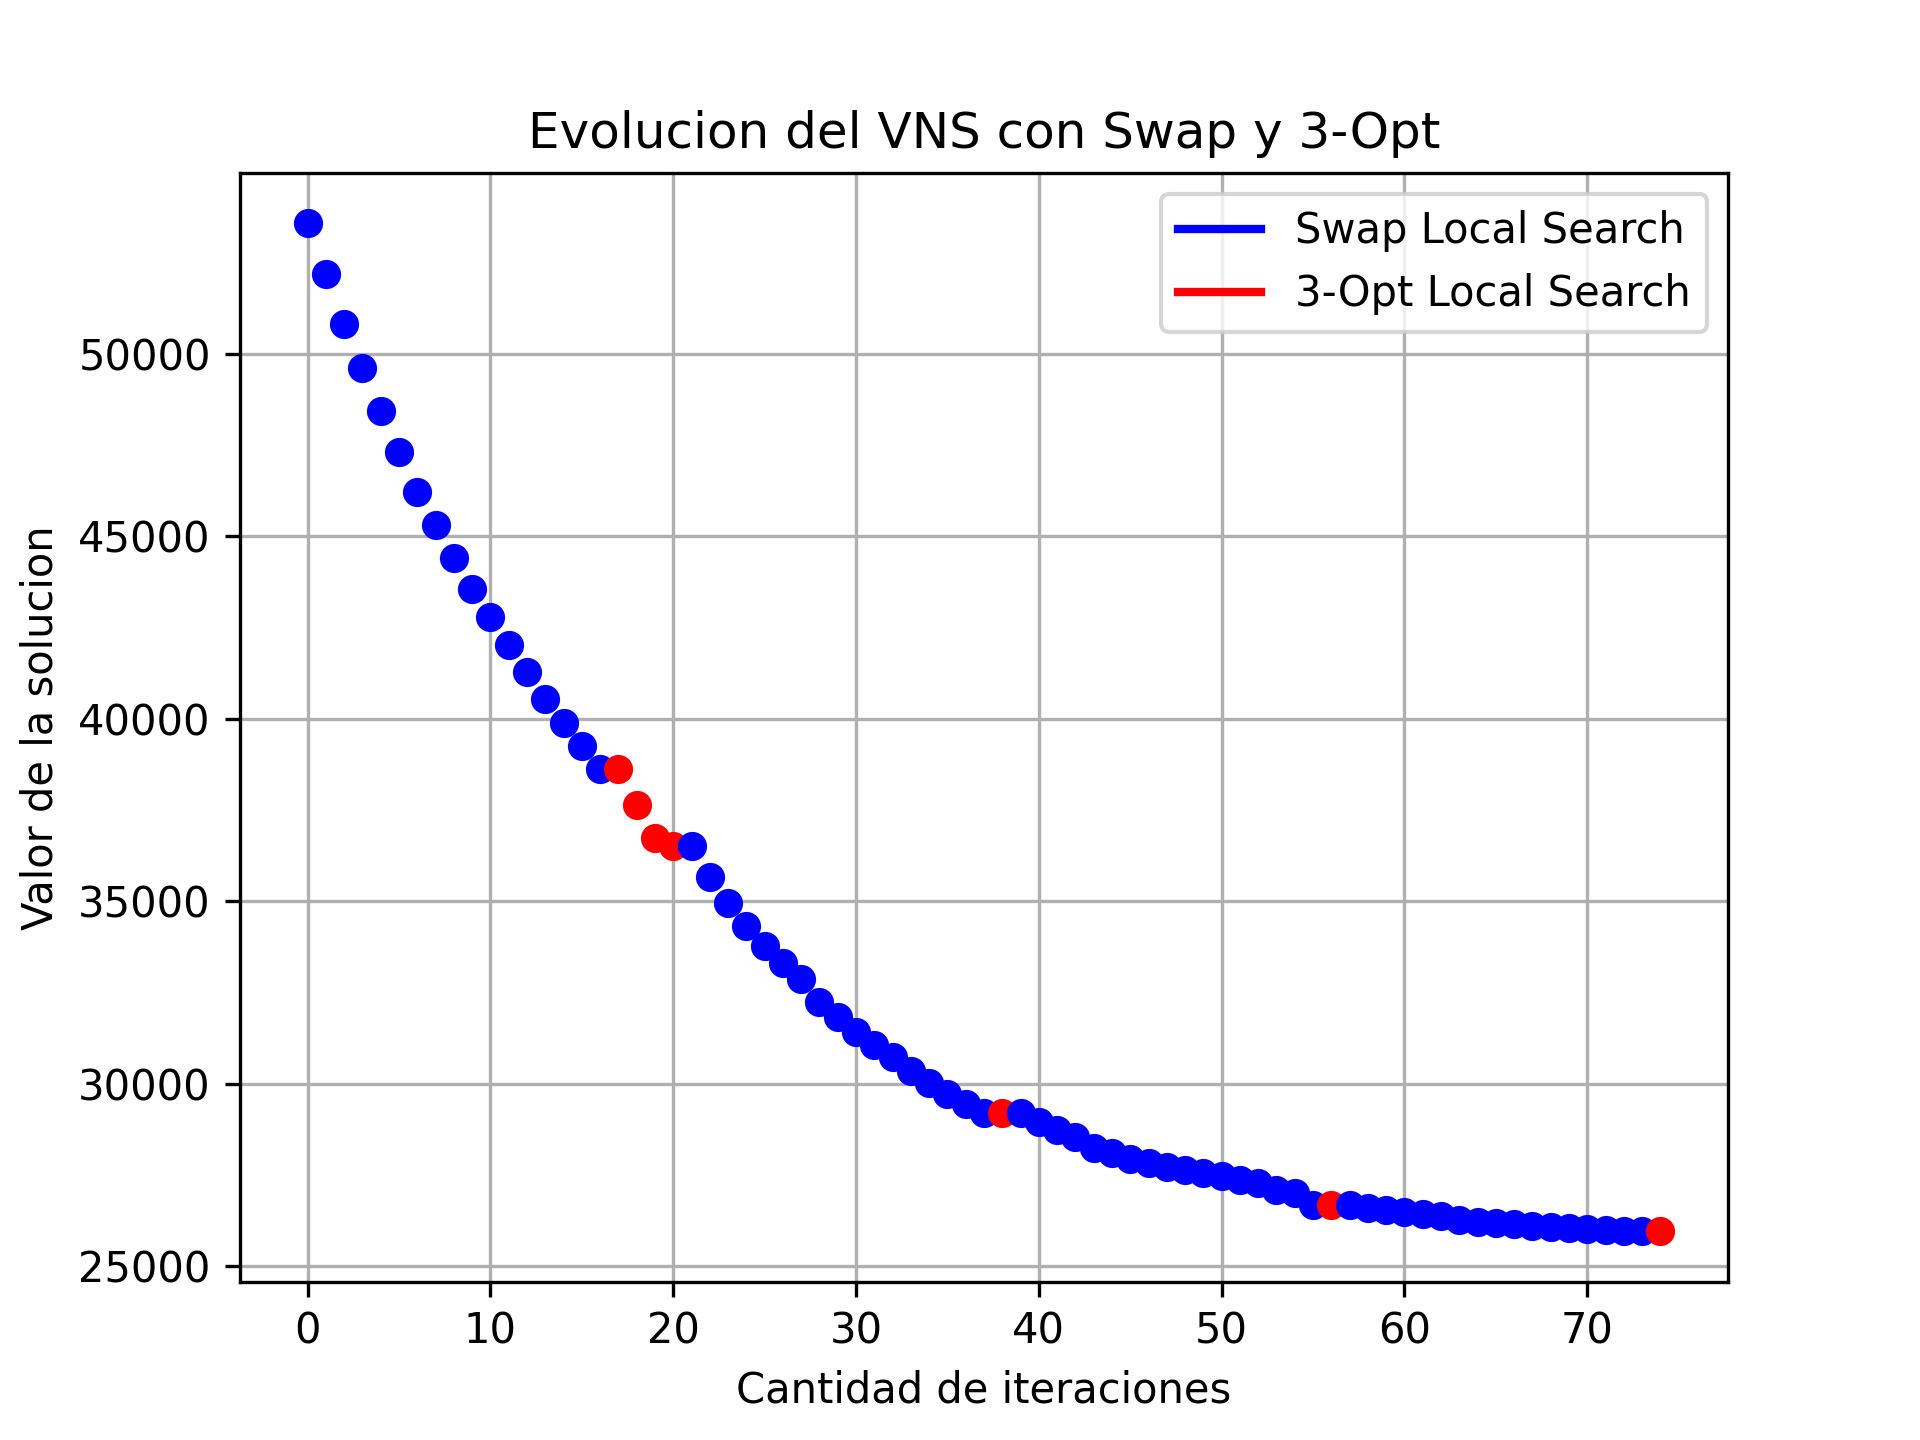 Evolucion del VNS con Swap y 3-Opt
Swap Local Search
3-Opt Local Search
Valor de la solucion
50000
45000
40000
35000
30000
25000
0 10 20 30 40 50 60 70
Cantidad de iteraciones